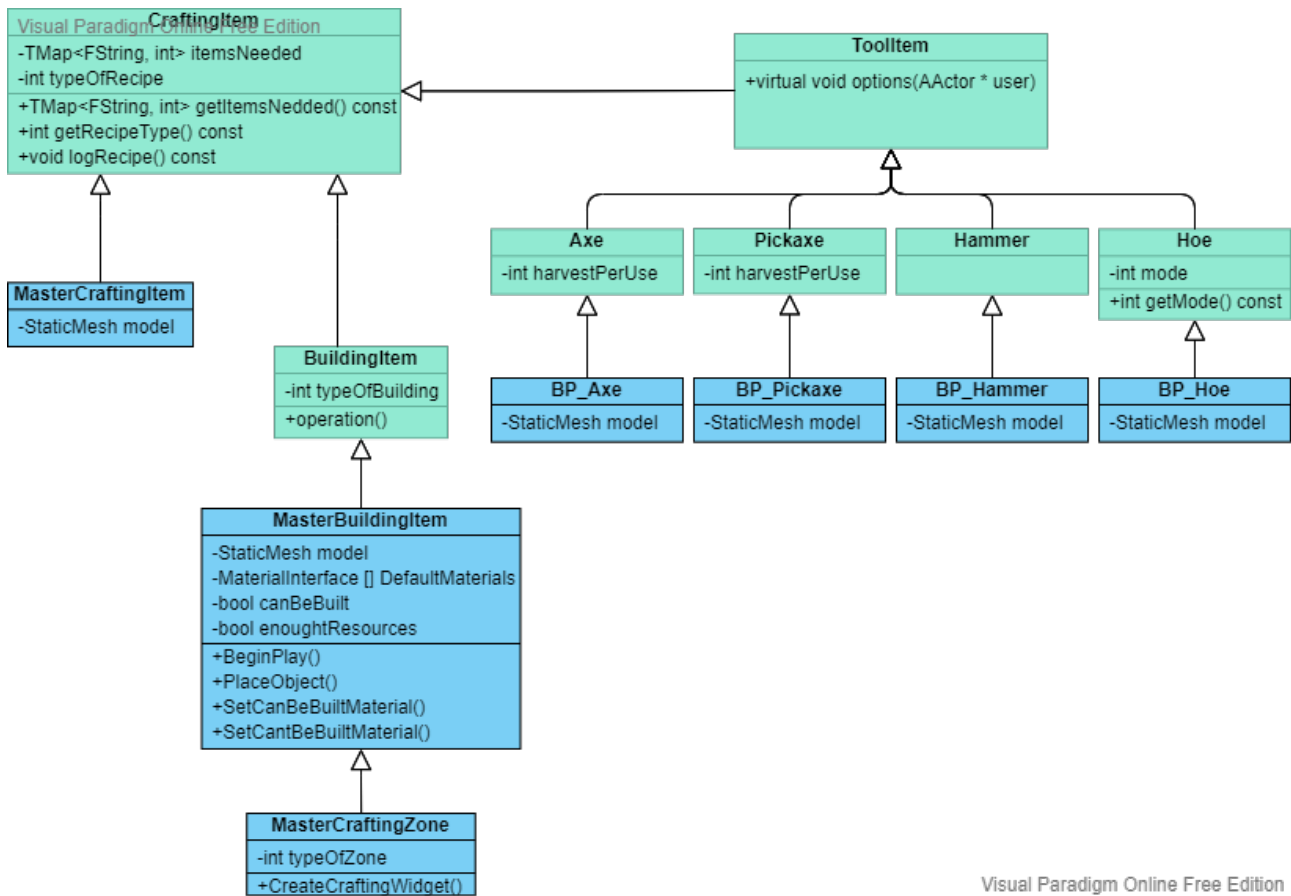 CraftingItem
Visual Paradigm Online Free Edition
-TMap<FString, int> itemsNeeded
-int typeOfRecipe
+TMap<FString, int> getItemsNedded() const
+int getRecipeType() const
+void logRecipe() const
ToolItem
+virtual void options(AActor * user)
Axe
-int harvestPerUse
Pickaxe
-int harvestPerUse
Hammer
Hoe
-int mode
+int getMode() const
MasterCraftingItem
-StaticMesh model
BuildingItem
-int typeOfBuilding
+operation()
BP_Axe
-StaticMesh model
BP_Pickaxe
-StaticMesh model
BP_Hammer
-StaticMesh model
BP_Hoe
-StaticMesh model
MasterBuildingItem
-StaticMesh model
-MaterialInterface [] DefaultMaterials
-bool canBeBuilt
-bool enoughtResources
+BeginPlay()
+PlaceObject()
+SetCanBeBuiltMaterial()
+SetCantBeBuiltMaterial()
MasterCraftingZone
-int typeOfZone
+CreateCraftingWidget()
Visual Paradigm Online Free Edition